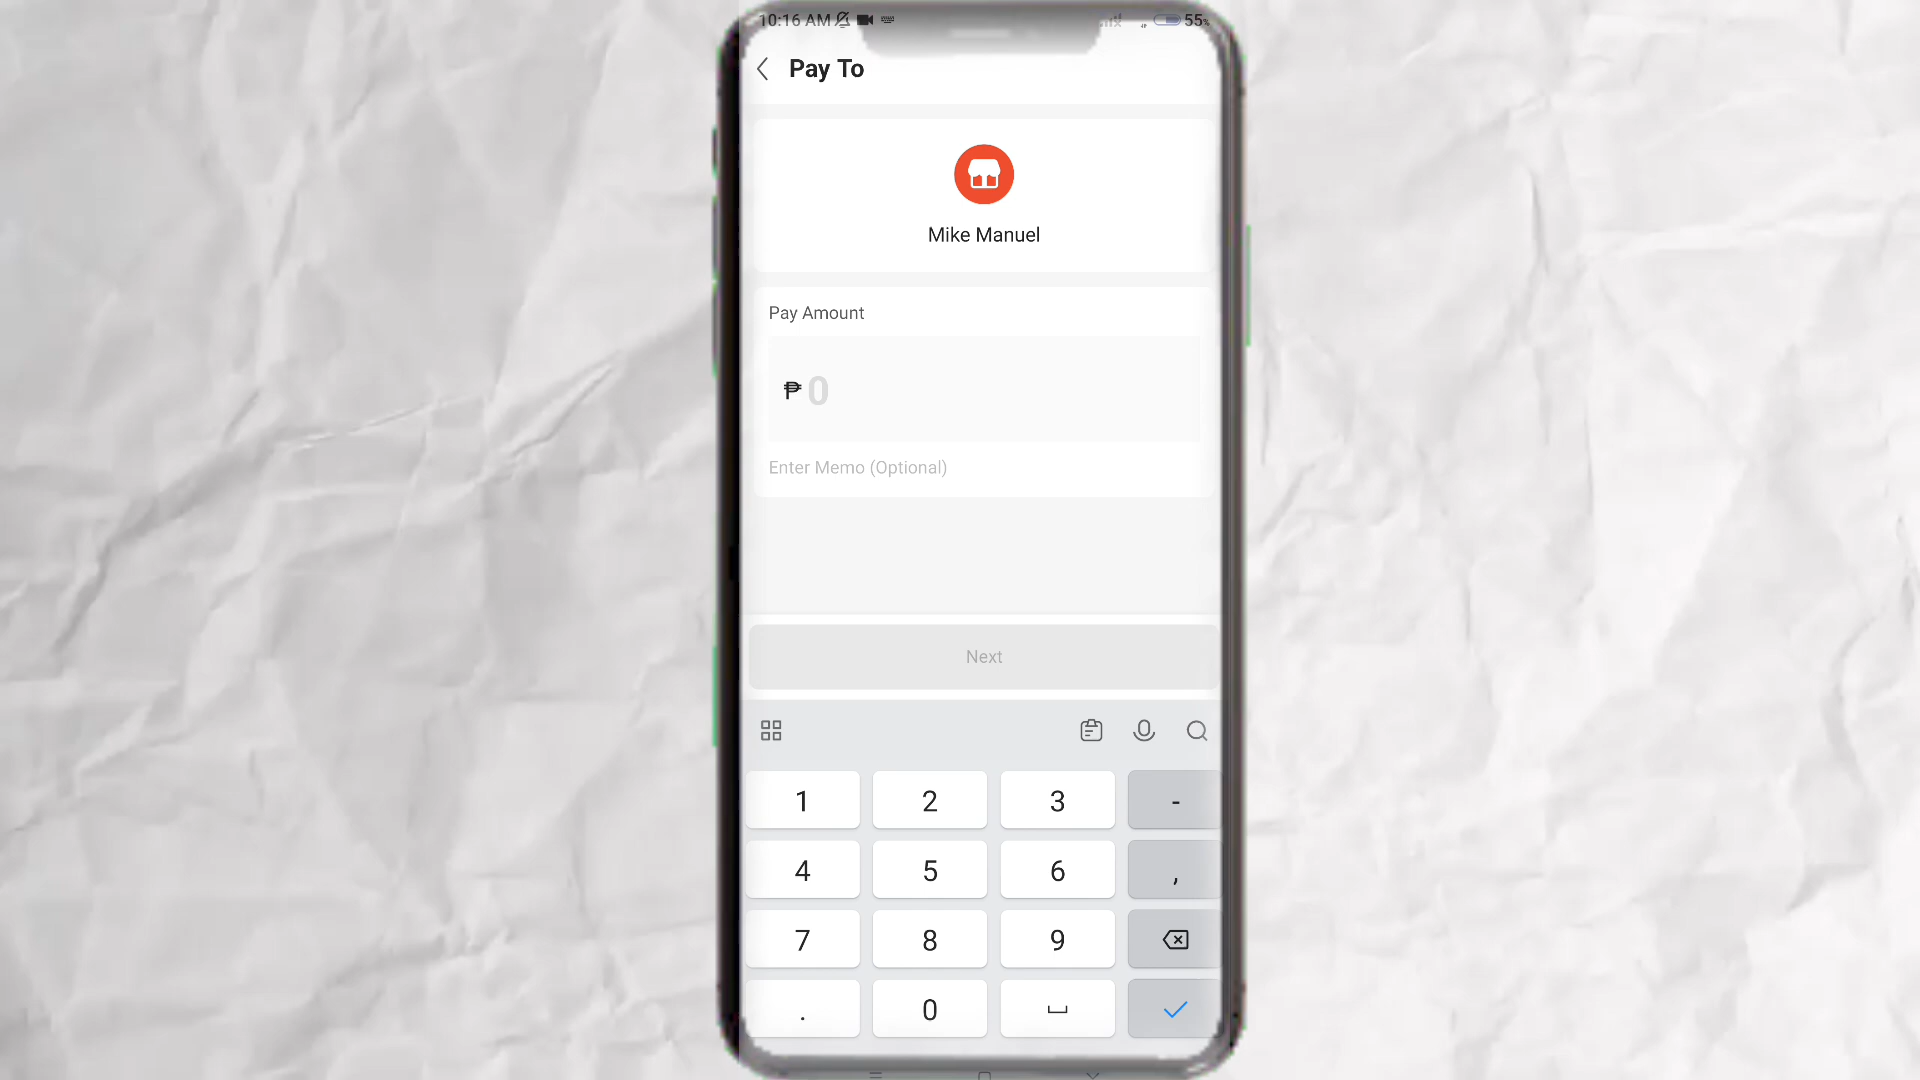 10:16 AM 55%
Pay To
Mike Manuel
Pay Amount
₱ 0
Enter Memo (Optional)
Next
1 2 3 -
4 5 6 ,
7 8 9
. 0